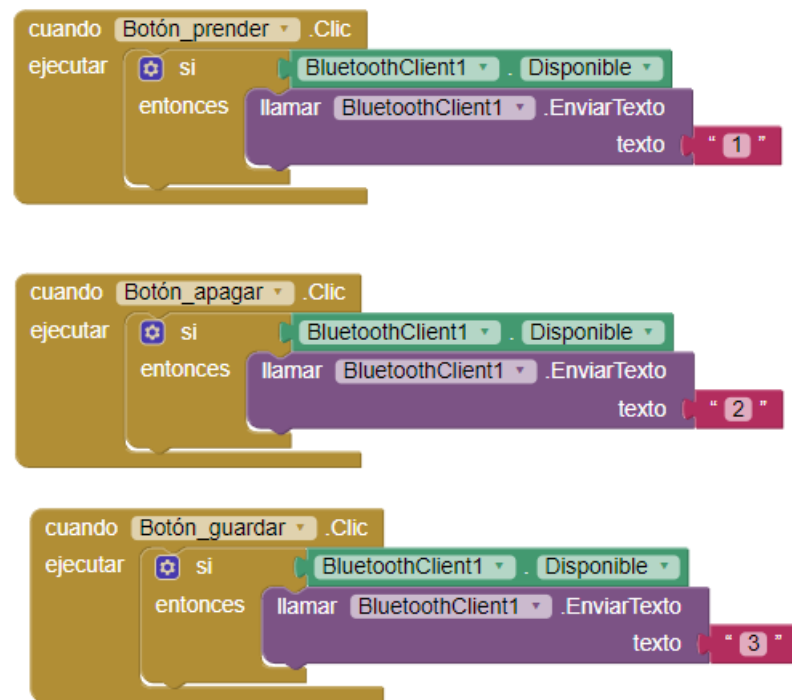 cuando Botón_prender .Clic
ejecutar si BluetoothClient1 . Disponible
entonces llamar BluetoothClient1 .EnviarTexto
texto " 1 "
cuando Botón_apagar .Clic
ejecutar si BluetoothClient1 . Disponible
entonces llamar BluetoothClient1 .EnviarTexto
texto " 2 "
cuando Botón_guardar .Clic
ejecutar si BluetoothClient1 . Disponible
entonces llamar BluetoothClient1 .EnviarTexto
texto " 3 "